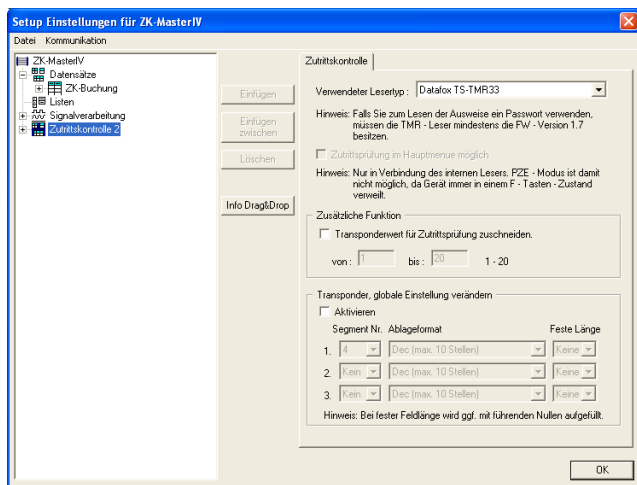 Setup Einstellungen für ZK-MasterIV
Datei Kommunikation
ZK-MasterIV
Datensätze
ZK-Buchung
Listen
Signalverarbeitung
Zutrittskontrolle 2
Einfügen
Einfügen
zwischen
Löschen
Info Drag&Drop
Zutrittskontrolle
Verwendeter Lesertyp : Datafox TS-TMR33
Hinweis: Falls Sie zum Lesen der Ausweise ein Passwort verwenden,
müssen die TMR - Leser mindestens die FW - Version 1.7
besitzen.
Zutrittsprüfung im Hauptmenue möglich
Hinweis: Nur in Verbindung des internen Lesers. PZE - Modus ist damit
nicht möglich, da Gerät immer in einem F - Tasten - Zustand
verweilt.
Zusätzliche Funktion
Transponderwert für Zutrittsprüfung zuschneiden.
von : 1 bis : 20 1 - 20
Transponder, globale Einstellung verändern
Aktivieren
Segment Nr. Ablageformat Feste Länge
1. 4 Dec (max. 10 Stellen) Keine
2. Kein Dec (max. 10 Stellen) Keine
3. Kein Dec (max. 10 Stellen) Keine
Hinweis: Bei fester Feldlänge wird ggf. mit führenden Nullen aufgefüllt.
OK